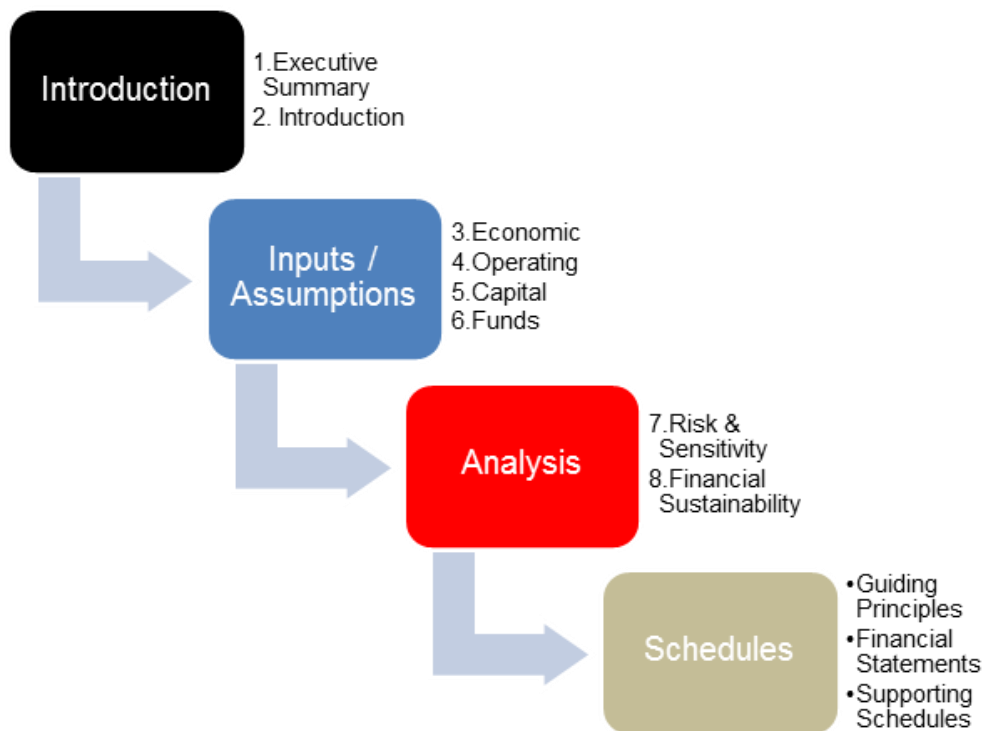 Introduction
1.Executive
Summary
2. Introduction
Inputs /
Assumptions
3.Economic
4.Operating
5.Capital
6.Funds
Analysis
7.Risk &
Sensitivity
8.Financial
Sustainability
Schedules
•Guiding
Principles
•Financial
Statements
•Supporting
Schedules